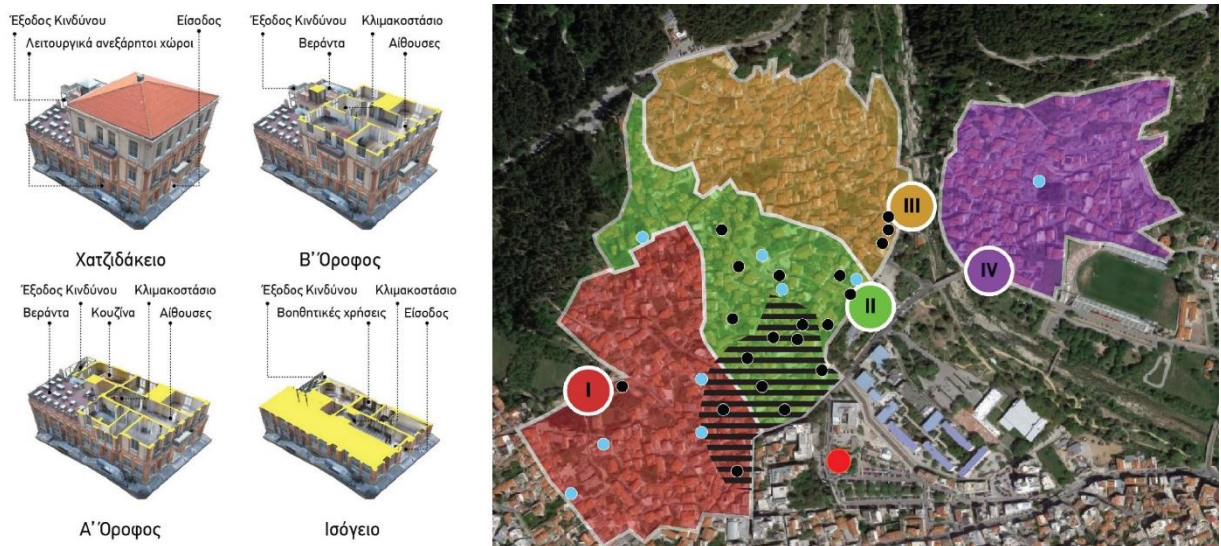 Έξοδος Κινδύνου
Είσοδος
Λειτουργικά ανεξάρητοι χώροι
Χατζιδάκειο
Έξοδος Κινδύνου
Κλιμακοστάσιο
Βεράντα
Αίθουσες
Β' Όροφος
Έξοδος Κινδύνου
Κλιμακοστάσιο
Βεράντα
Κουζίνα
Αίθουσες
Α' Όροφος
Έξοδος Κινδύνου
Κλιμακοστάσιο
Βοηθητικές χρήσεις
Είσοδος
Ισόγειο
III
IV
II
I